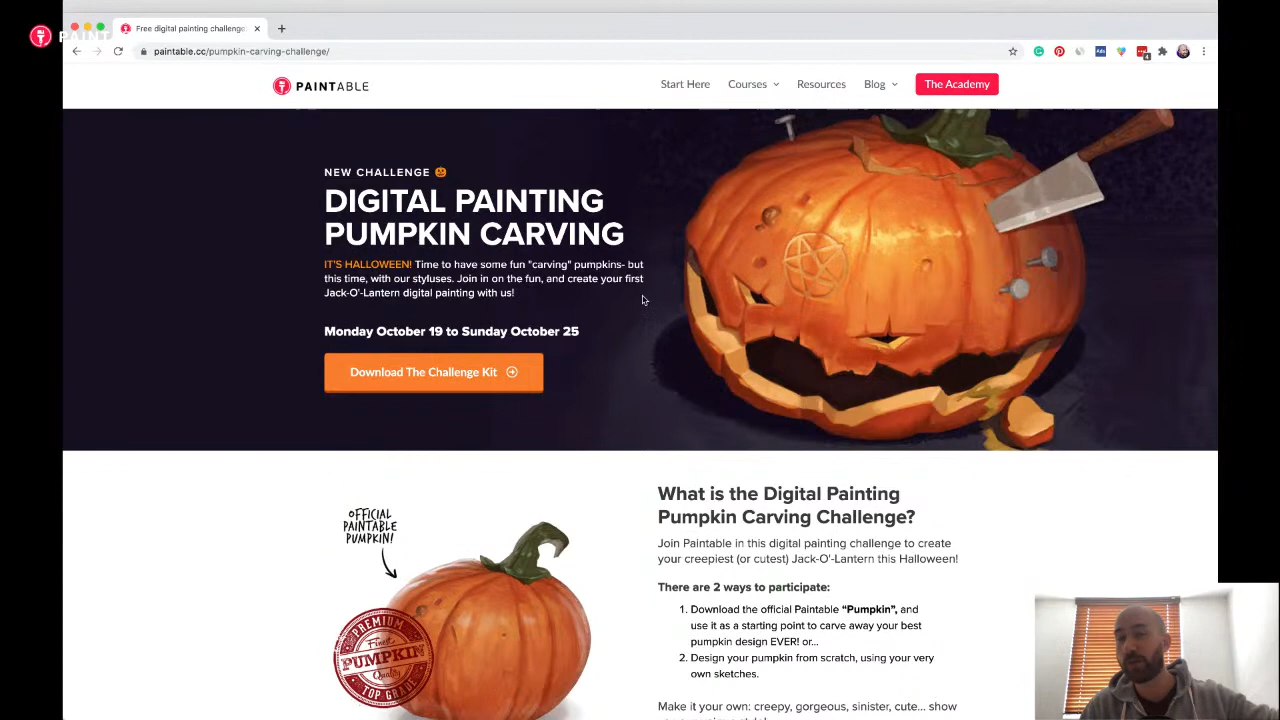 PAINT
Free digital painting challenge
paintable.cc/pumpkin-carving-challenge/
PAINTABLE
Start Here
Courses
Resources
Blog
The Academy
NEW CHALLENGE 🎃
DIGITAL PAINTING
PUMPKIN CARVING
IT'S HALLOWEEN! Time to have some fun "carving" pumpkins- but
this time, with our styluses. Join in on the fun, and create your first
Jack-O'-Lantern digital painting with us!
Monday October 19 to Sunday October 25
Download The Challenge Kit
OFFICIAL
PAINTABLE
PUMPKIN!
PREMIUM
Finest
PUMPKIN
Quality
TOP GRADE
What is the Digital Painting
Pumpkin Carving Challenge?
Join Paintable in this digital painting challenge to create
your creepiest (or cutest) Jack-O'-Lantern this Halloween!
There are 2 ways to participate:
1. Download the official Paintable “Pumpkin”, and
use it as a starting point to carve away your best
pumpkin design EVER! or...
2. Design your pumpkin from scratch, using your very
own sketches.
Make it your own: creepy, gorgeous, sinister, cute... show